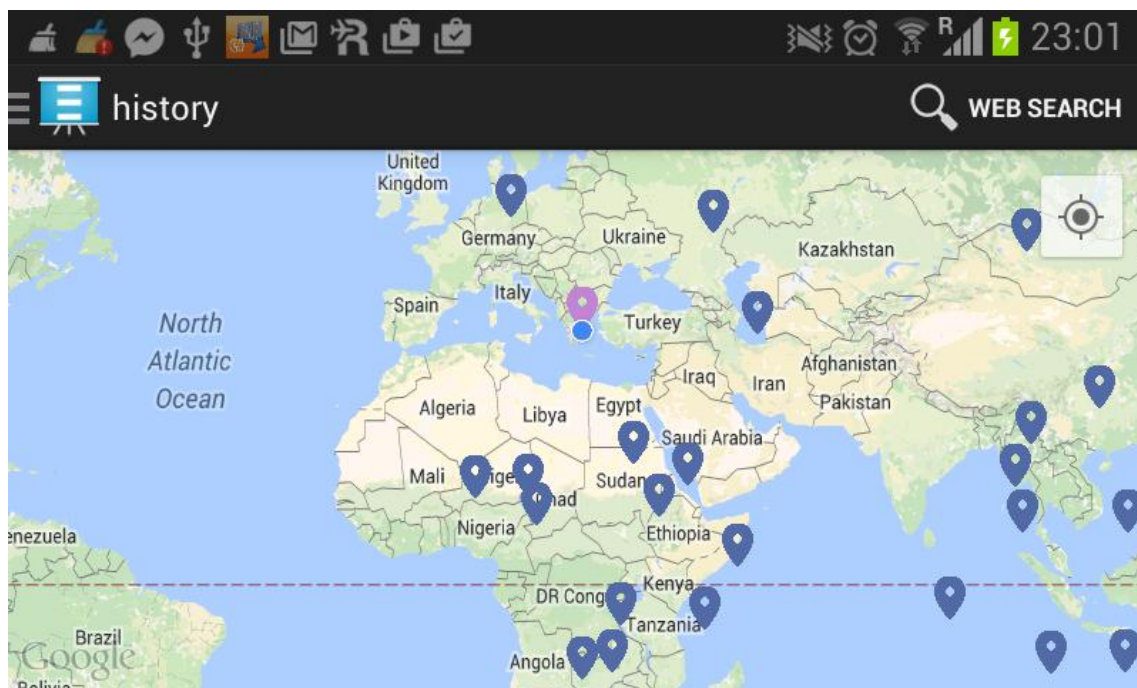 R 23:01
history
WEB SEARCH
United
Kingdom
Germany
Ukraine
Kazakhstan
Spain
Italy
Turkey
North
Atlantic
Ocean
Afghanistan
Iraq
Iran
Pakistan
Algeria
Libya
Egypt
Saudi Arabia
Mali
Sudan
Nigeria
Ethiopia
enezuela
Kenya
DR Cong
Tanzania
Brazil
Google
Angola